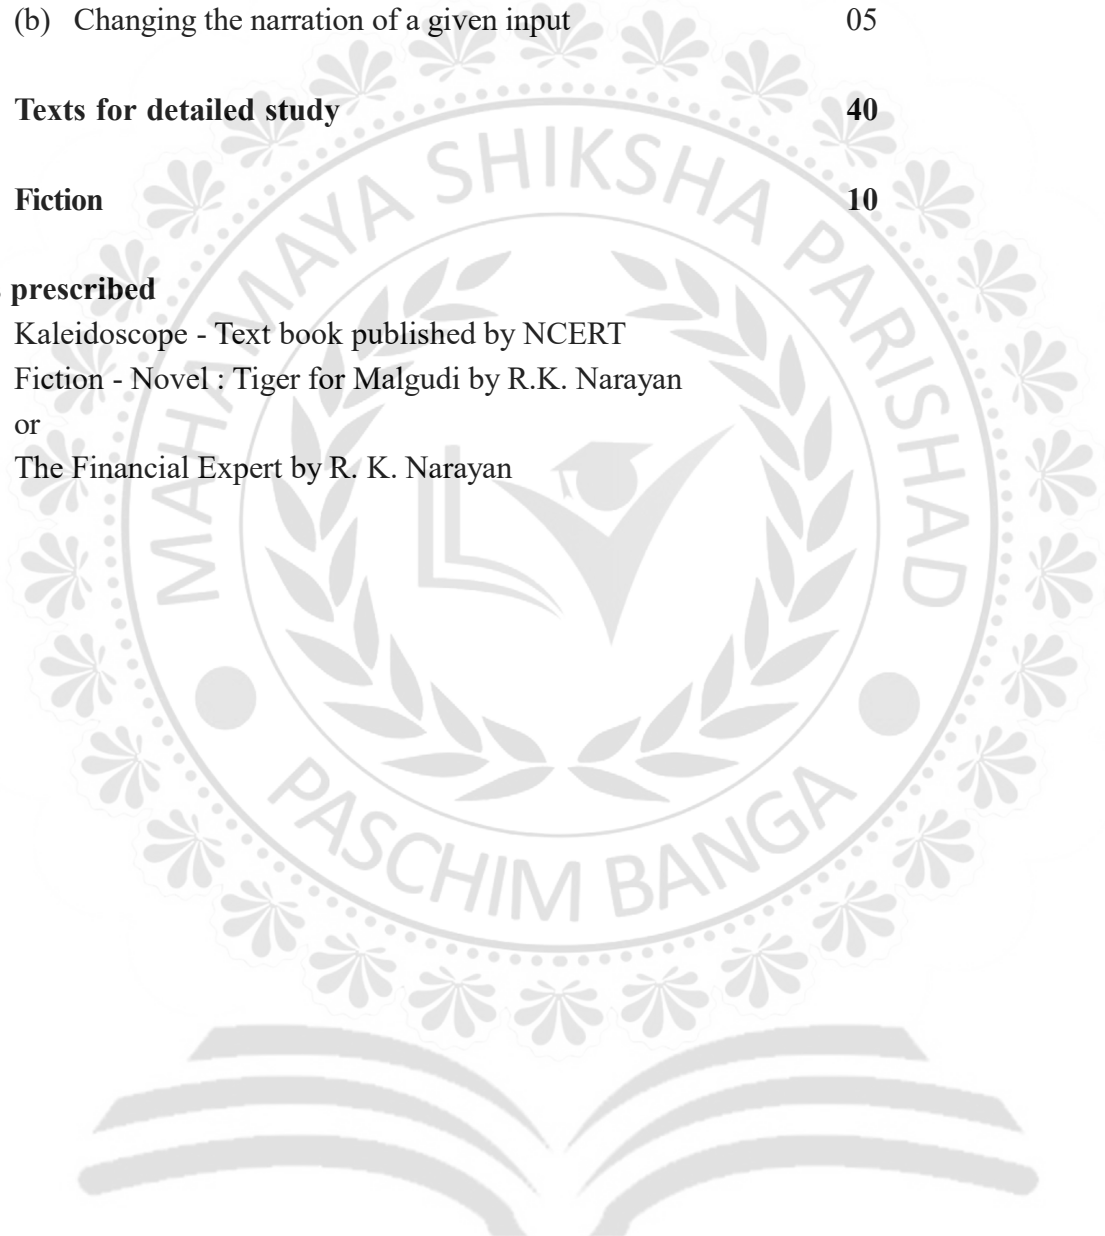 (b) Changing the narration of a given input 05
Texts for detailed study 40
Fiction 10
prescribed
Kaleidoscope - Text book published by NCERT
Fiction - Novel : Tiger for Malgudi by R.K. Narayan
or
The Financial Expert by R. K. Narayan
MAHAMAYA SHIKSHA PARISHAD
PASCHIM BANGA